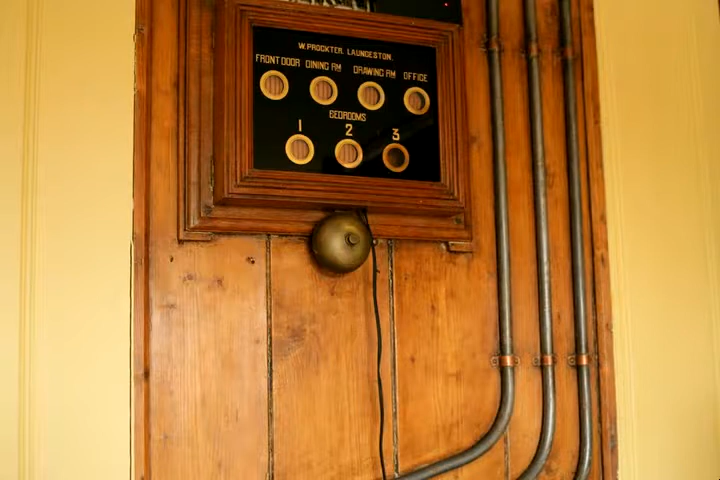 W. PROCKTER. LAUNCESTON.
FRONT DOOR DINING RM DRAWING RM OFFICE
BEDROOMS
1 2 3